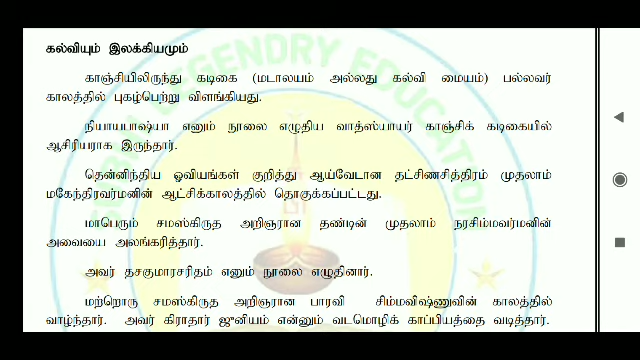 கல்வியும் இலக்கியமும்
காஞ்சியிலிருந்து கடிகை (மடாலயம் அல்லது கல்வி மையம்) பல்லவர்
காலத்தில் புகழ்பெற்று விளங்கியது.
நியாயபாஷ்யா எனும் நூலை எழுதிய வாத்ஸ்யாயர் காஞ்சிக் கடிகையில்
ஆசிரியராக இருந்தார்.
தென்னிந்திய ஓவியங்கள் குறித்து ஆய்வேடான தட்சிணசித்திரம் முதலாம்
மகேந்திரவர்மனின் ஆட்சிக்காலத்தில் தொகுக்கப்பட்டது.
மாபெரும் சமஸ்கிருத அறிஞரான தண்டின் முதலாம் நரசிம்மவர்மனின்
அவையை அலங்கரித்தார்.
அவர் தசகுமாரசரிதம் எனும் நூலை எழுதினார்.
மற்றொரு சமஸ்கிருத அறிஞரான பாரவி சிம்மவிஷ்ணுவின் காலத்தில்
வாழ்ந்தார். அவர் கிராதார் ஜுனியம் என்னும் வடமொழிக் காப்பியத்தை வடித்தார்.